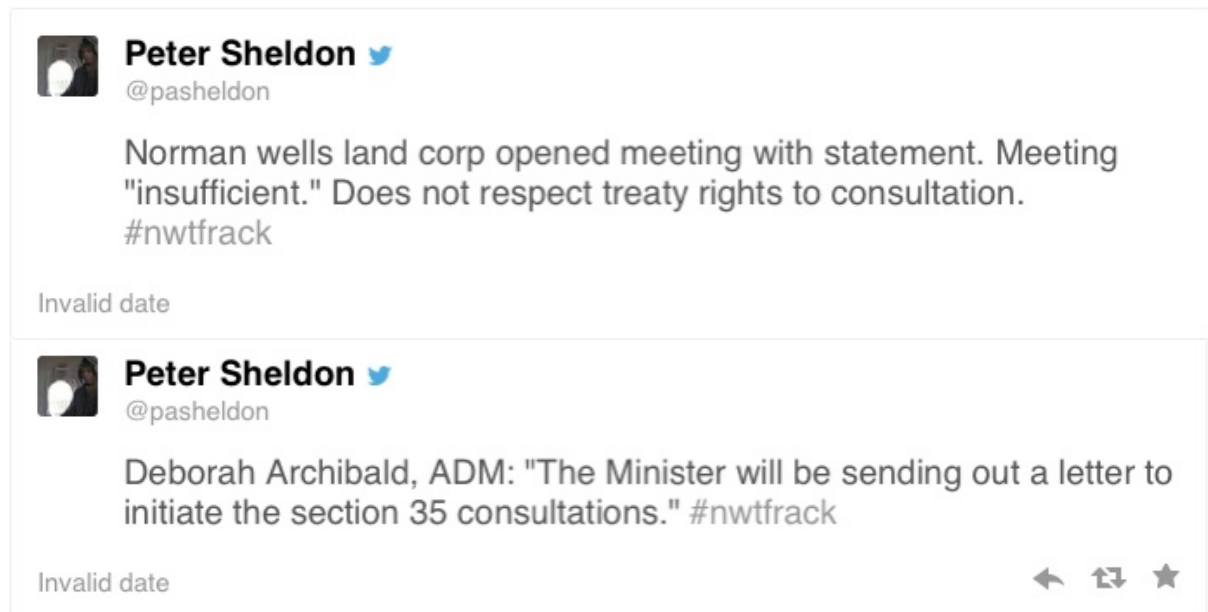 Peter Sheldon
@pasheldon
Norman wells land corp opened meeting with statement. Meeting
"insufficient." Does not respect treaty rights to consultation.
#nwtfrack
Invalid date
Peter Sheldon
@pasheldon
Deborah Archibald, ADM: "The Minister will be sending out a letter to
initiate the section 35 consultations." #nwtfrack
Invalid date